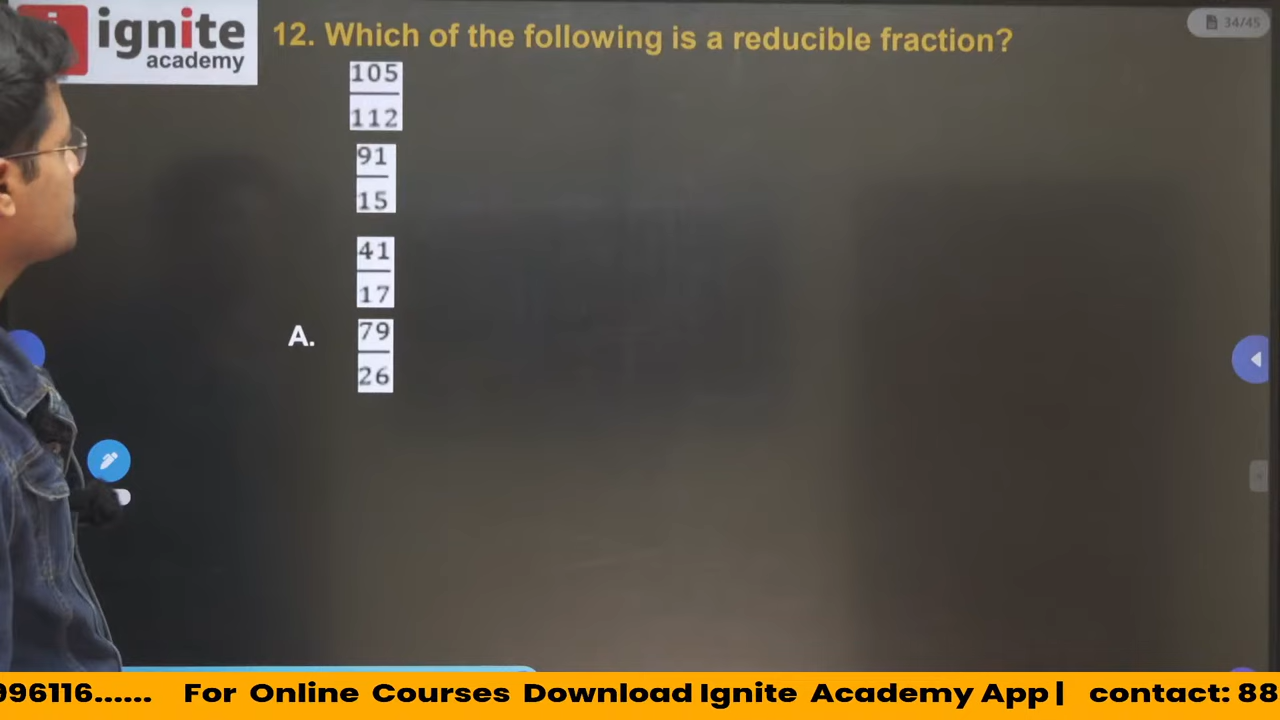 ignite
academy
12. Which of the following is a reducible fraction?
34/45
105
112
91
15
41
17
A.
79
26
996116...... For Online Courses Download Ignite Academy App| contact: 88